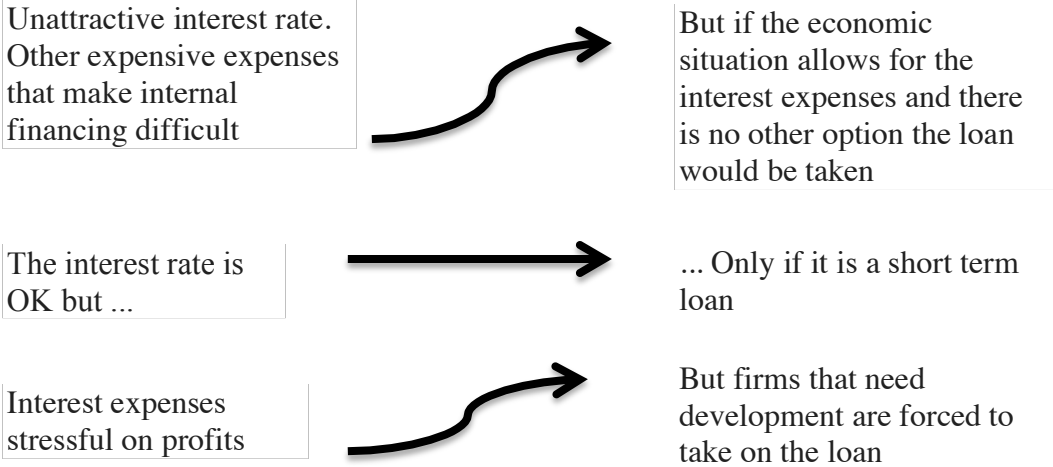 Unattractive interest rate.
Other expensive expenses
that make internal
financing difficult
But if the economic
situation allows for the
interest expenses and there
is no other option the loan
would be taken
The interest rate is
OK but ...
... Only if it is a short term
loan
Interest expenses
stressful on profits
But firms that need
development are forced to
take on the loan